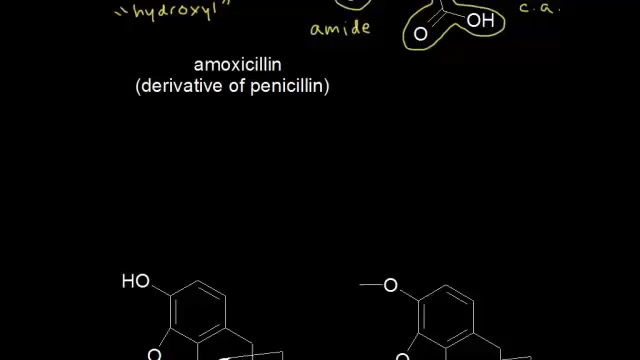 "hydroxyl"
amide
O
OH
c.a.
amoxicillin
(derivative of penicillin)
HO
O
O
O